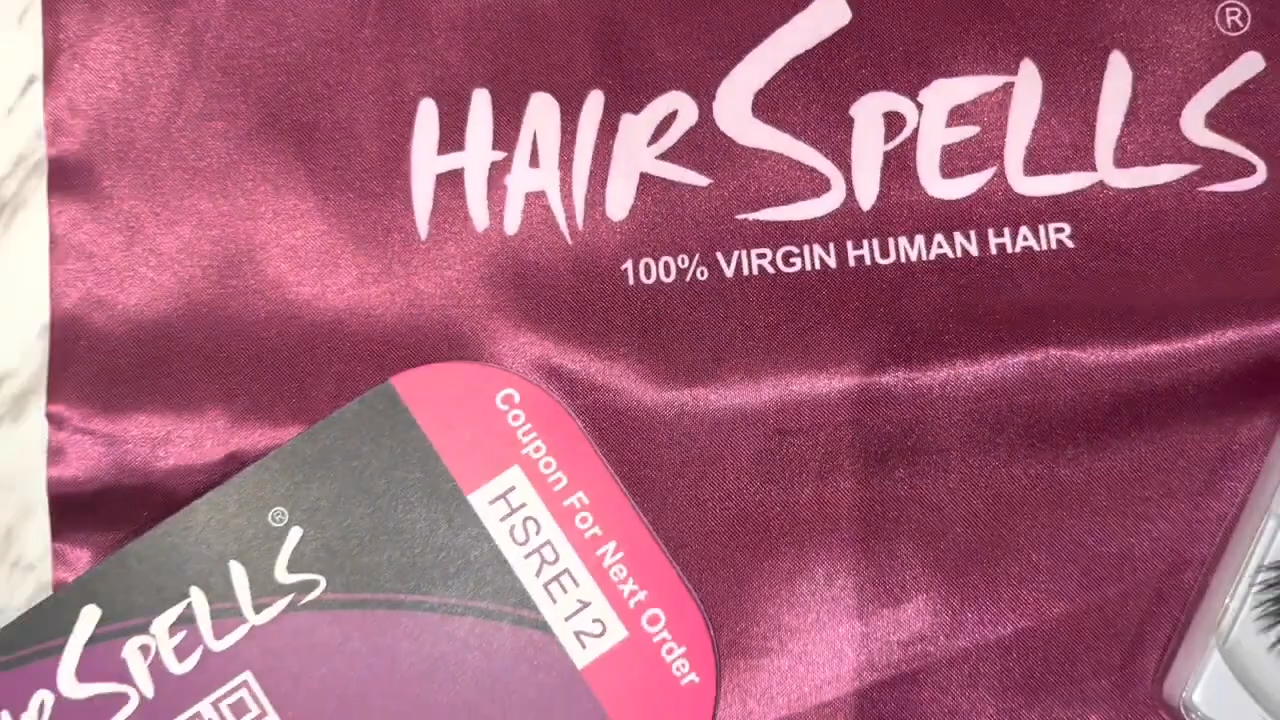 HAIRSPELLS®
100% VIRGIN HUMAN HAIR
Coupon For Next Order
HSRE12
SPELLS®